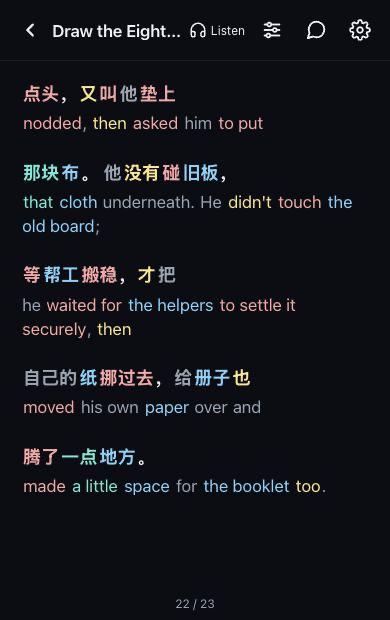 Draw the Eight... Listen
点头，又叫他垫上
nodded, then asked him to put
那块布。他没有碰旧板，
that cloth underneath. He didn't touch the
old board;
等帮工搬稳，才把
he waited for the helpers to settle it
securely, then
自己的纸挪过去，给册子也
moved his own paper over and
腾了一点地方。
made a little space for the booklet too.
22 / 23